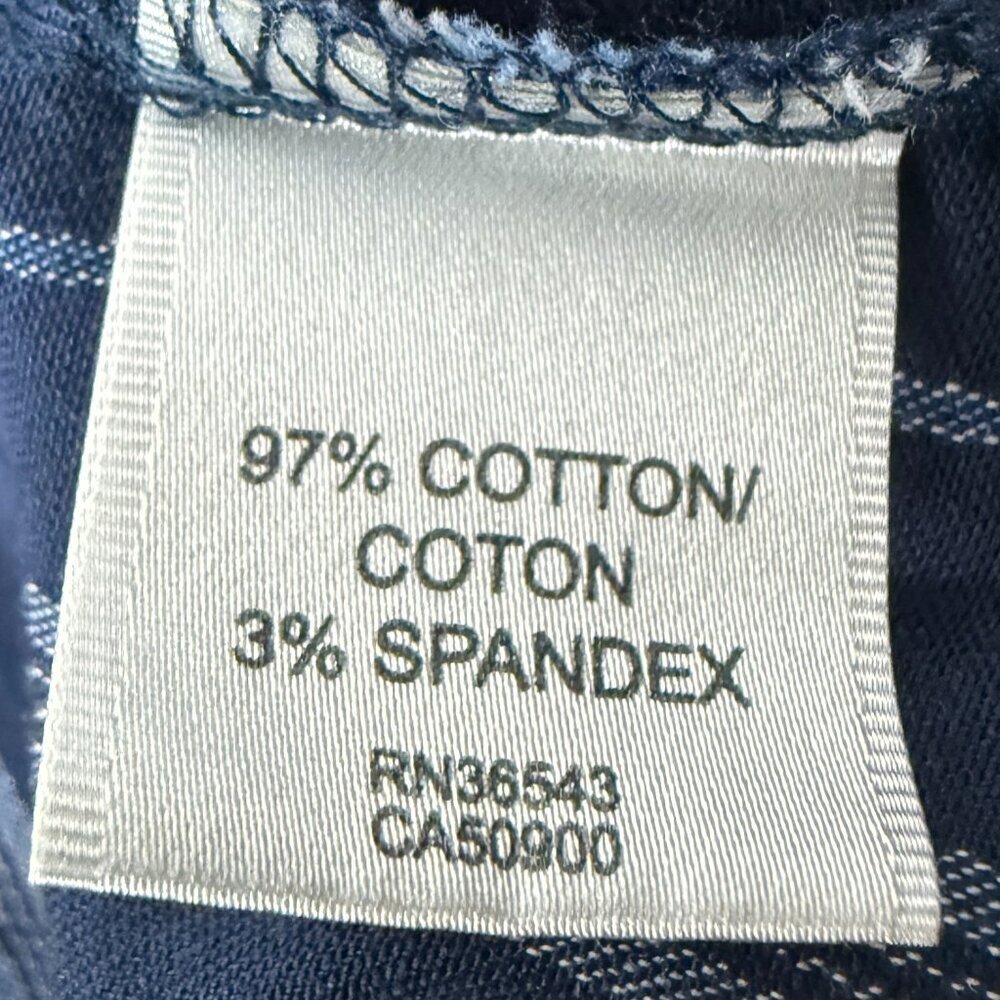 97% COTTON/
COTON
3% SPANDEX
RN36543
CA50900